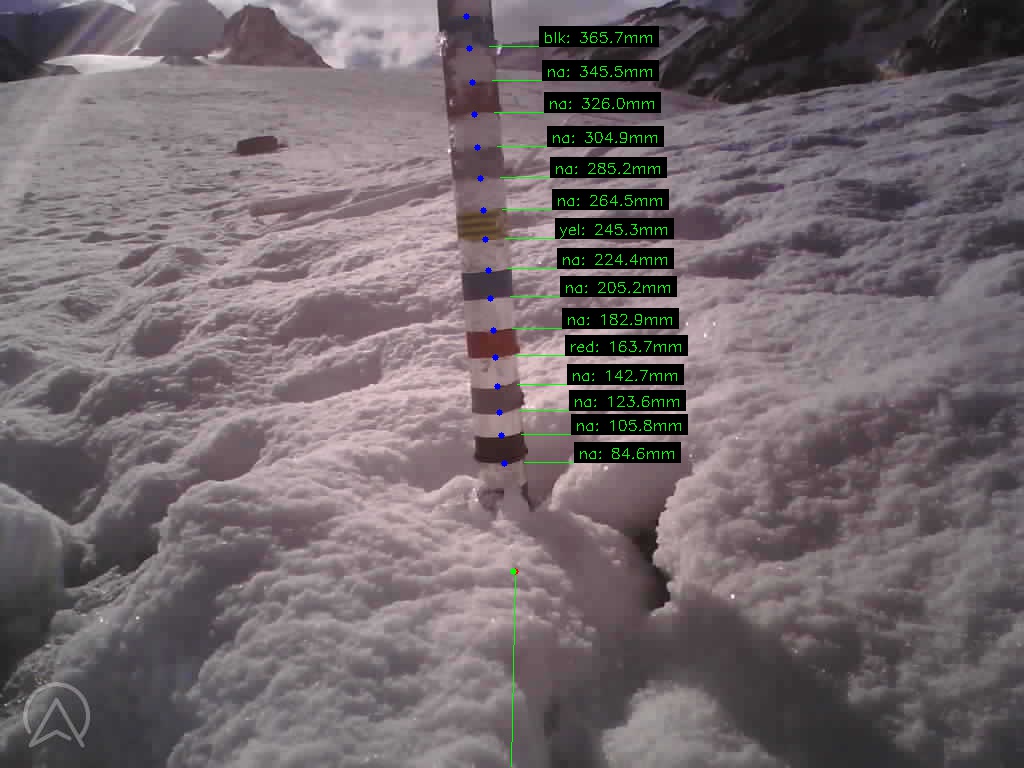 blk: 365.7mm
na: 345.5mm
na: 326.0mm
na: 304.9mm
na: 285.2mm
na: 264.5mm
yel: 245.3mm
na: 224.4mm
na: 205.2mm
na: 182.9mm
red: 163.7mm
na: 142.7mm
na: 123.6mm
na: 105.8mm
na: 84.6mm